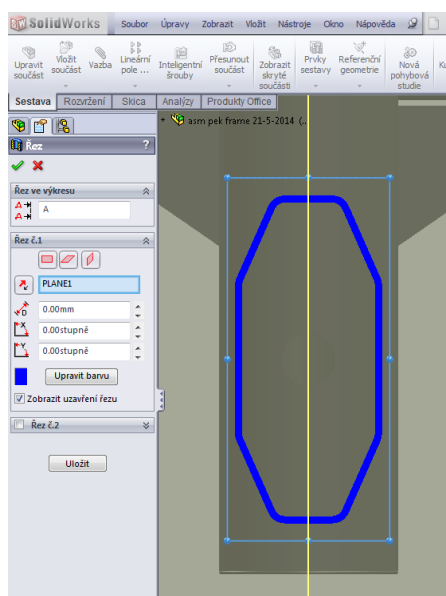 SolidWorks Soubor Úpravy Zobrazit Vložit Nástroje Okno Nápověda
Upravit součást Vložit součást Vazba Lineární pole ... Inteligentní šrouby Přesunout součást Zobrazit skryté součásti Prvky sestavy Referenční geometrie Nová pohybová studie
Sestava Rozvržení Skica Analýzy Produkty Office
asm pek frame 21-5-2014 (...
Řez ?
Řez ve výkresu
A
A A
Řez č.1
PLANE1
D 0.00mm
X 0.00stupně
Y 0.00stupně
Upravit barvu
Zobrazit uzavření řezu
Řez č.2
Uložit